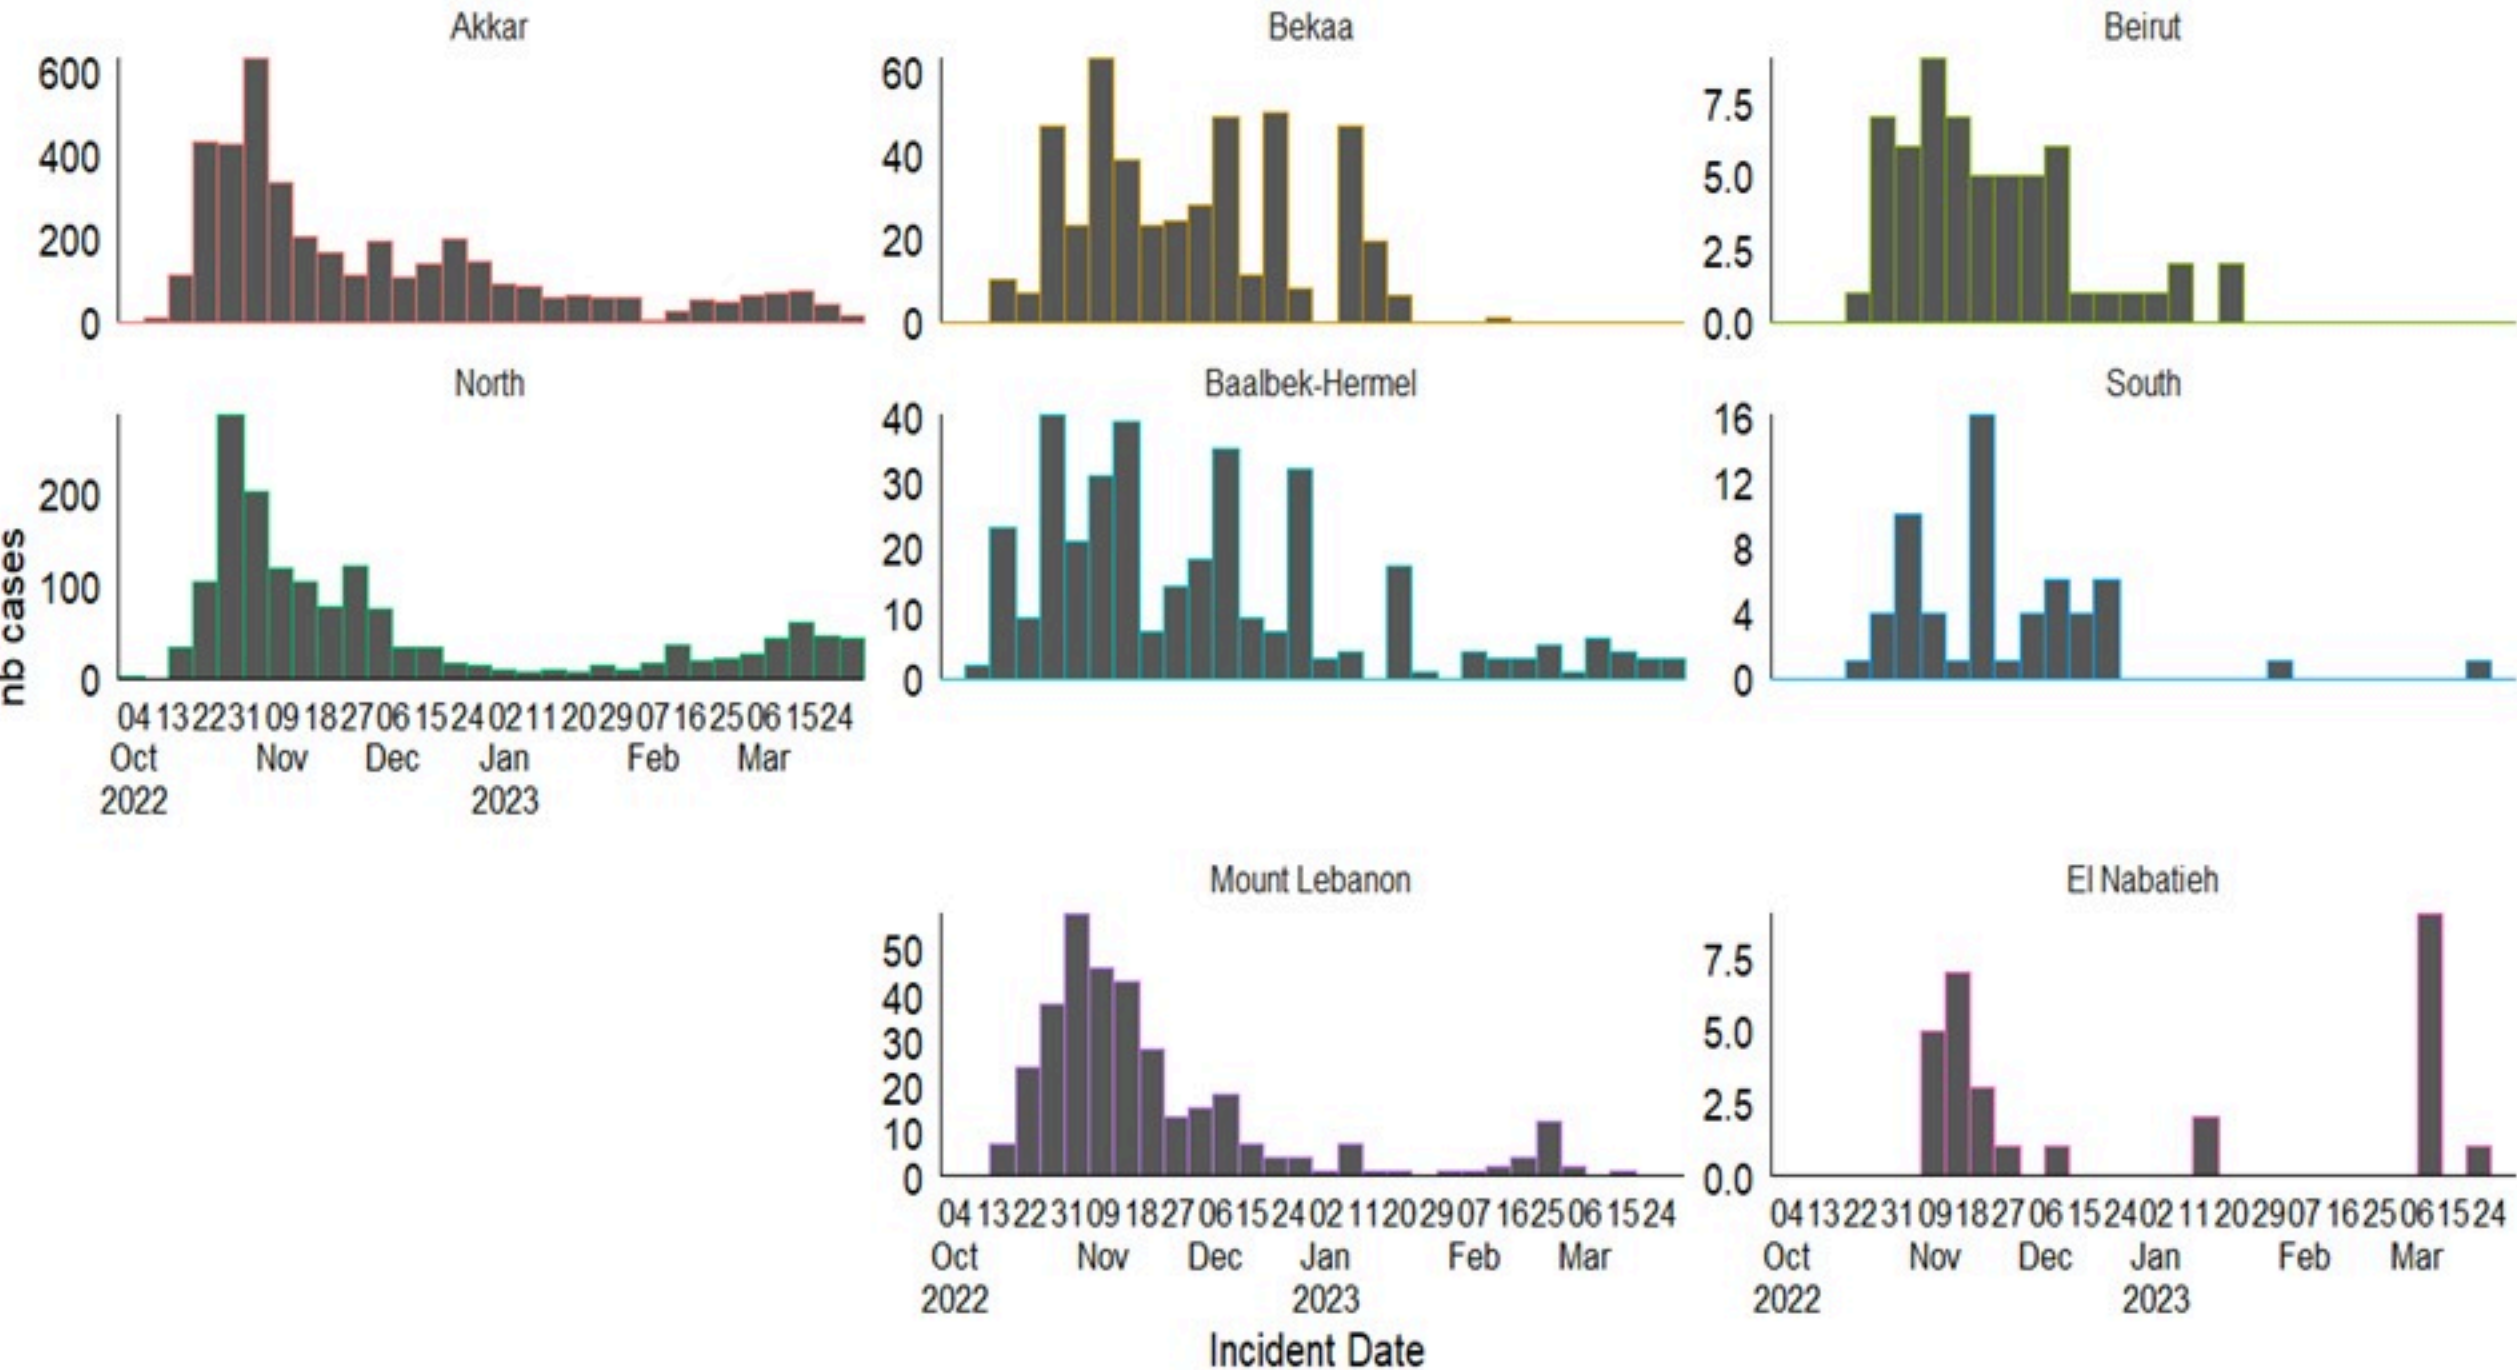 Akkar
600
400
200
0
Bekaa
60
40
20
0
Beirut
7.5
5.0
2.5
0.0
North
200
100
0
04 13 22 31 09 18 27 06 15 24 02 11 20 29 07 16 25 06 15 24
Oct Nov Dec Jan Feb Mar
2022 2023
Baalbek-Hermel
40
30
20
10
0
South
16
12
8
4
0
nb cases
Mount Lebanon
50
40
30
20
10
0
04 13 22 31 09 18 27 06 15 24 02 11 20 29 07 16 25 06 15 24
Oct Nov Dec Jan Feb Mar
2022 2023
El Nabatieh
7.5
5.0
2.5
0.0
04 13 22 31 09 18 27 06 15 24 02 11 20 29 07 16 25 06 15 24
Oct Nov Dec Jan Feb Mar
2022 2023
Incident Date